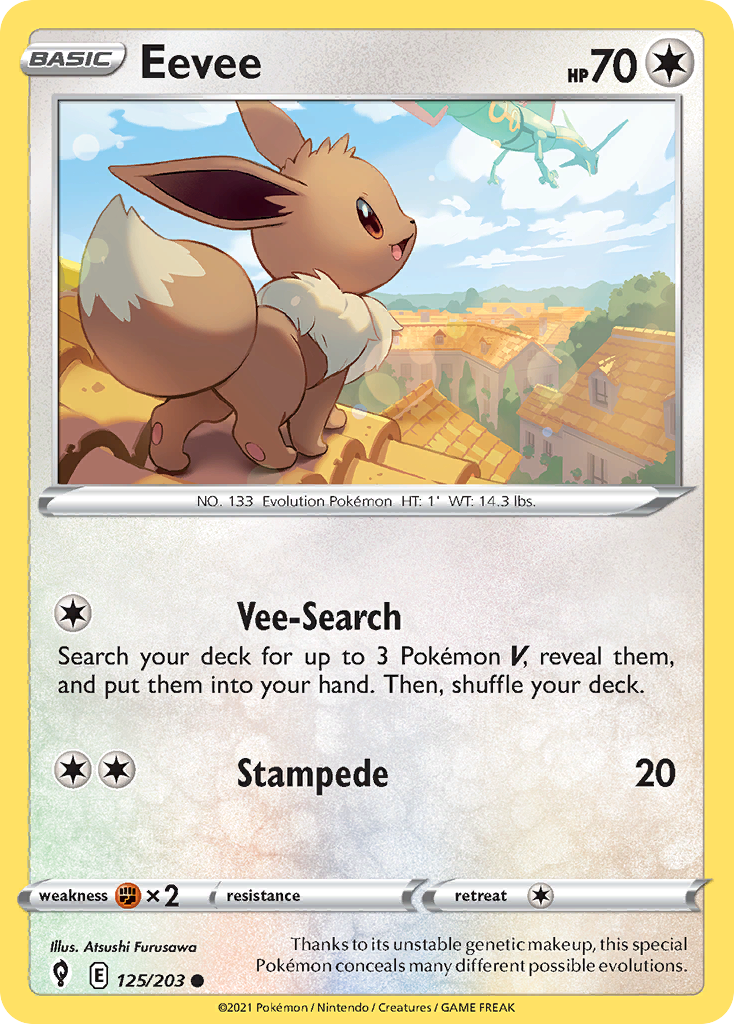 BASIC Eevee HP70
NO. 133 Evolution Pokémon HT: 1' WT: 14.3 lbs.
Vee-Search
Search your deck for up to 3 Pokémon V, reveal them,
and put them into your hand. Then, shuffle your deck.
Stampede 20
weakness ×2 resistance retreat
Illus. Atsushi Furusawa
E 125/203
Thanks to its unstable genetic makeup, this special
Pokémon conceals many different possible evolutions.
©2021 Pokémon / Nintendo / Creatures / GAME FREAK